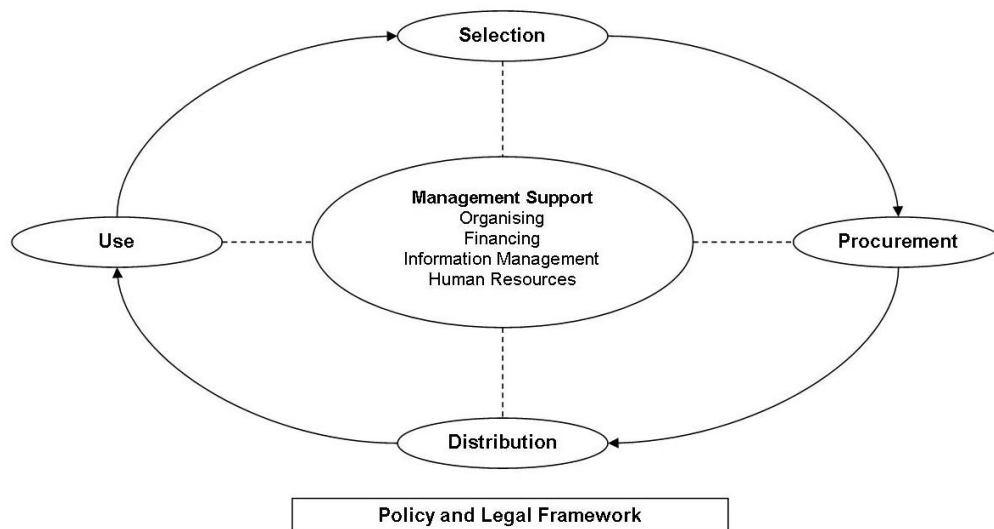 Selection
Management Support
Organising
Financing
Information Management
Human Resources
Use
Procurement
Distribution
Policy and Legal Framework